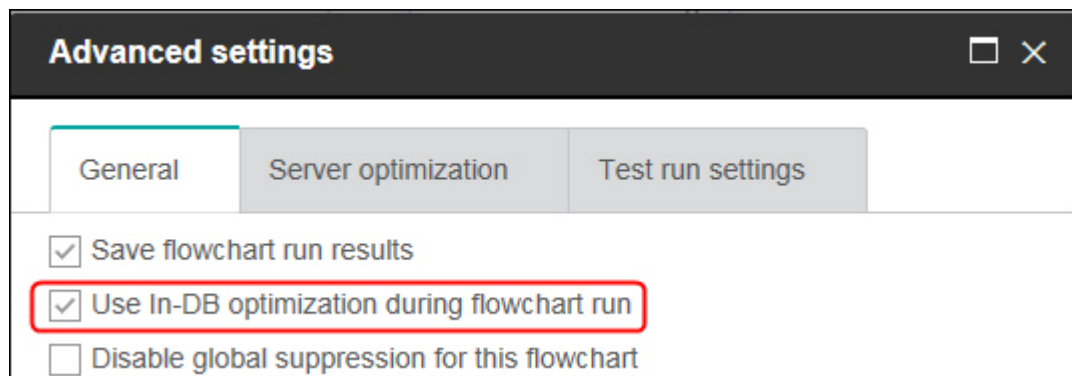 Advanced settings
General
Server optimization
Test run settings
Save flowchart run results
Use In-DB optimization during flowchart run
Disable global suppression for this flowchart